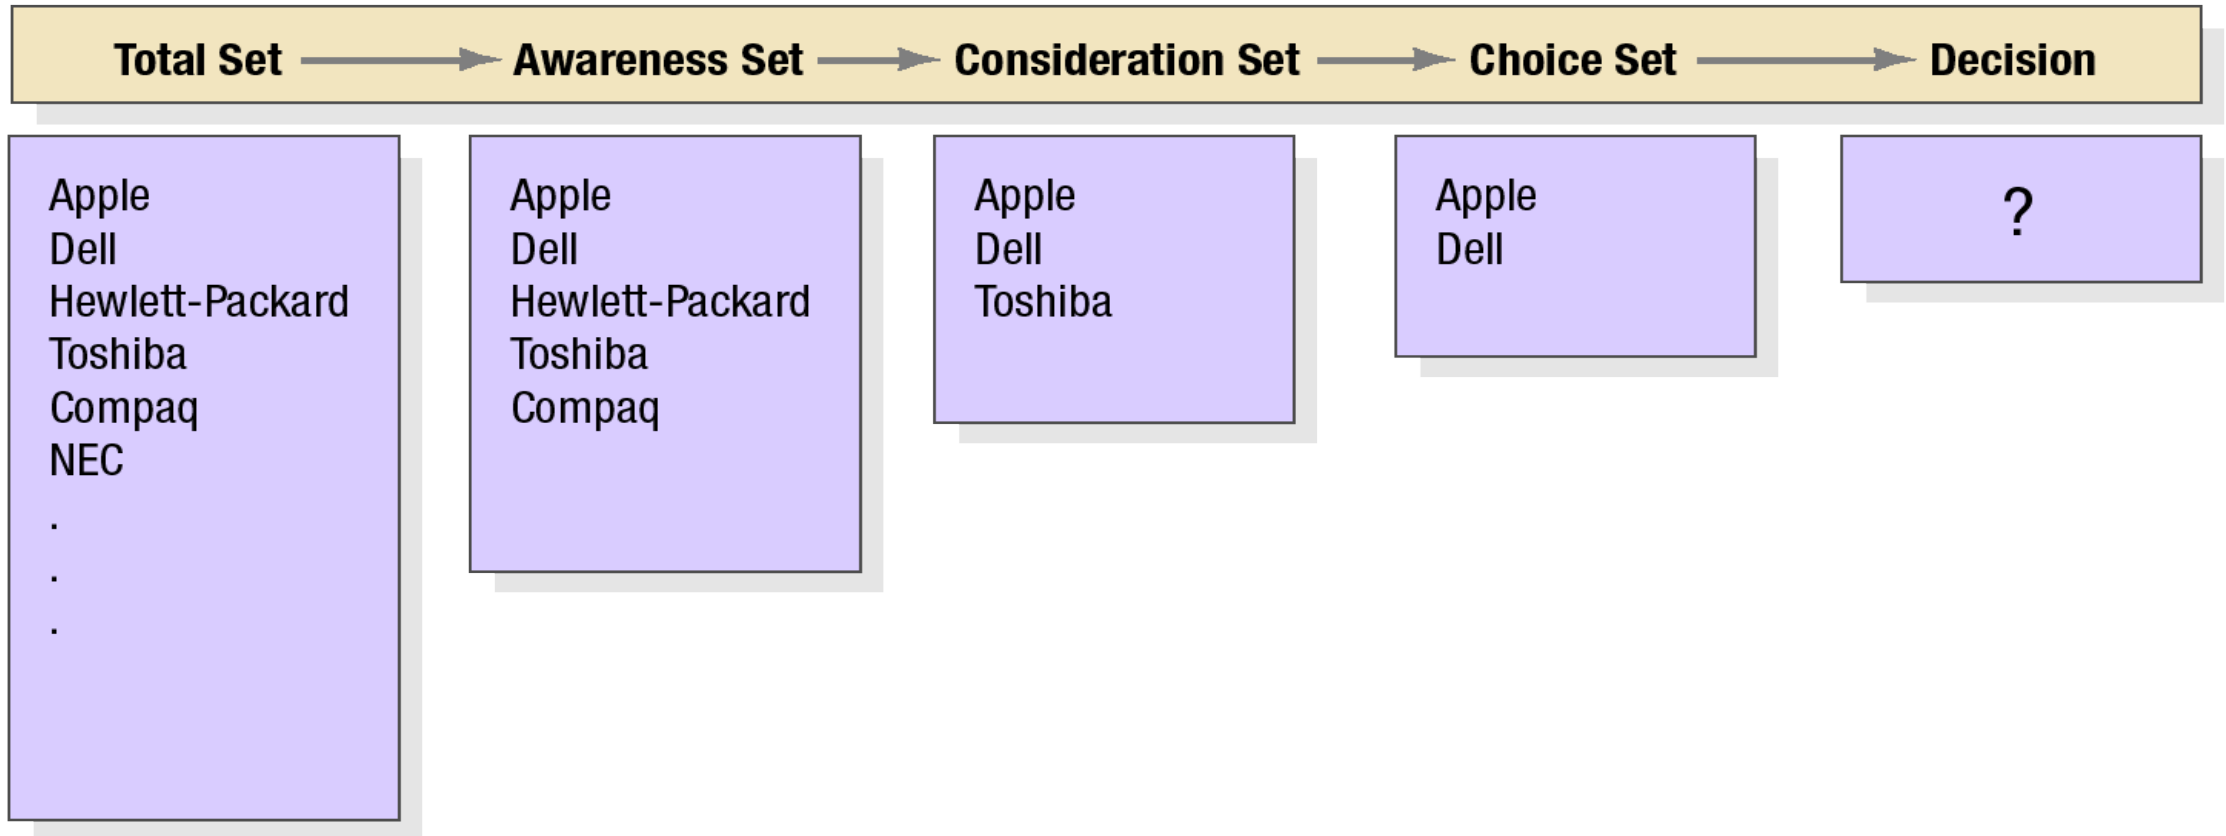 Total Set Awareness Set Consideration Set Choice Set Decision
Apple
Dell
Hewlett-Packard
Toshiba
Compaq
NEC
.
.
.
Apple
Dell
Hewlett-Packard
Toshiba
Compaq
Apple
Dell
Toshiba
Apple
Dell
?